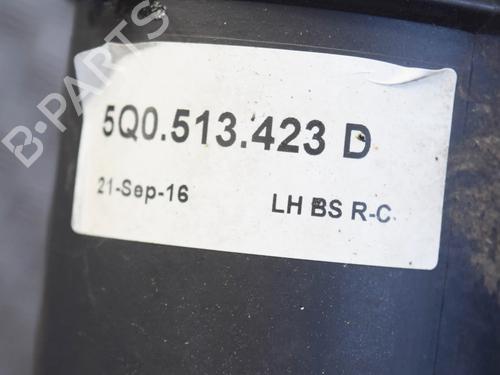 5Q0.513.423 D
21-Sep-16 LH BS R-C
B-PARTS